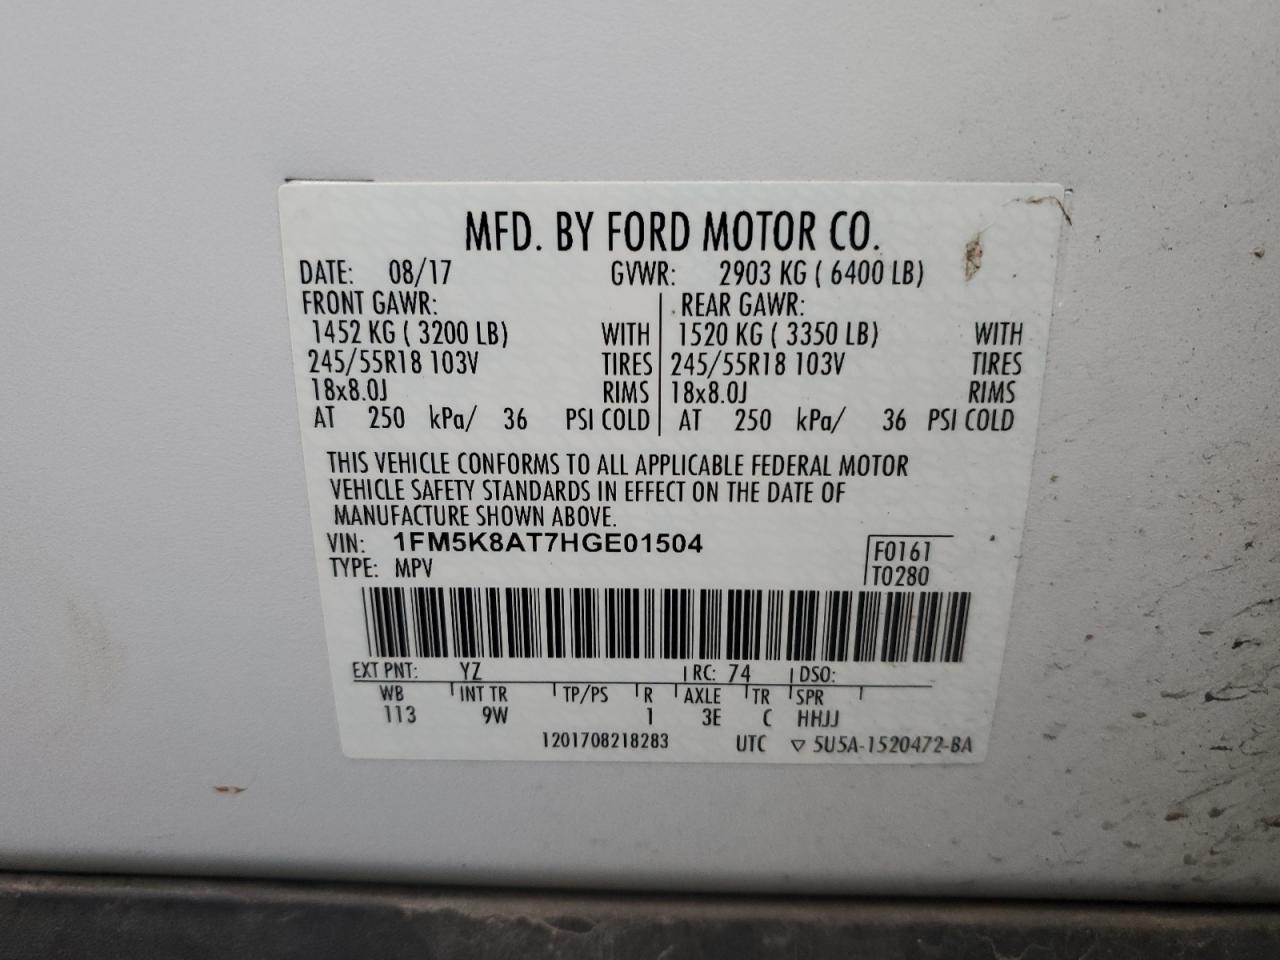 MFD. BY FORD MOTOR CO.
DATE: 08/17 GVWR: 2903 KG ( 6400 LB)
FRONT GAWR: REAR GAWR:
1452 KG ( 3200 LB) WITH 1520 KG ( 3350 LB) WITH
245/55R18 103V TIRES 245/55R18 103V TIRES
18x8.0J RIMS 18x8.0J RIMS
AT 250 kPa/ 36 PSI COLD AT 250 kPa/ 36 PSI COLD
THIS VEHICLE CONFORMS TO ALL APPLICABLE FEDERAL MOTOR
VEHICLE SAFETY STANDARDS IN EFFECT ON THE DATE OF
MANUFACTURE SHOWN ABOVE.
VIN: 1FM5K8AT7HGE01504 F0161
TYPE: MPV T0280
EXT PNT: YZ RC: 74 DSO:
WB INT TR TP/PS R AXLE TR SPR
113 9W 1 3E C HHJJ
1201708218283 UTC ▽ 5U5A-1520472-BA